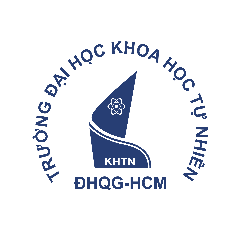 TRƯỜNG ĐẠI HỌC KHOA HỌC TỰ NHIÊN
KHTN
ĐHQG-HCM